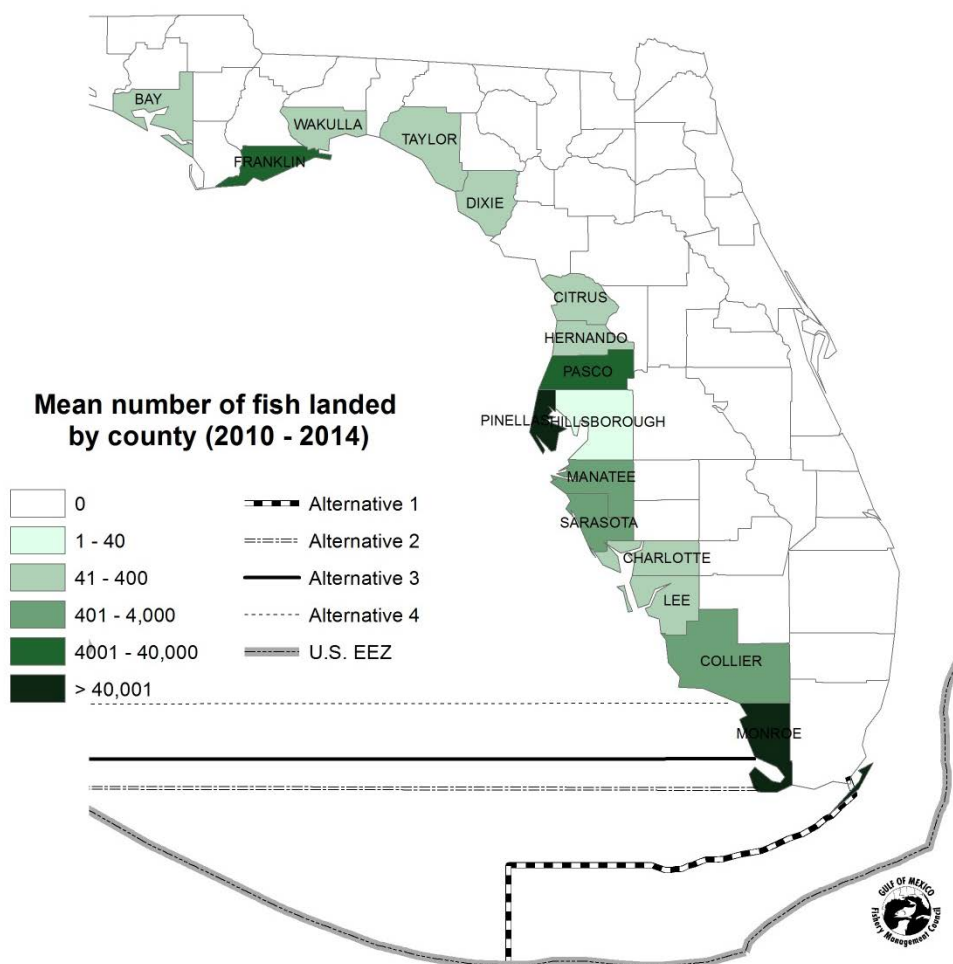 BAY
WAKULLA
TAYLOR
FRANKLIN
DIXIE
CITRUS
HERNANDO
PASCO
PINELLAS
HILLSBOROUGH
MANATEE
SARASOTA
CHARLOTTE
LEE
COLLIER
MONROE
Mean number of fish landed
by county (2010 - 2014)
0
1 - 40
41 - 400
401 - 4,000
4001 - 40,000
> 40,001
Alternative 1
Alternative 2
Alternative 3
Alternative 4
U.S. EEZ
GULF OF MEXICO
Fishery Management Council